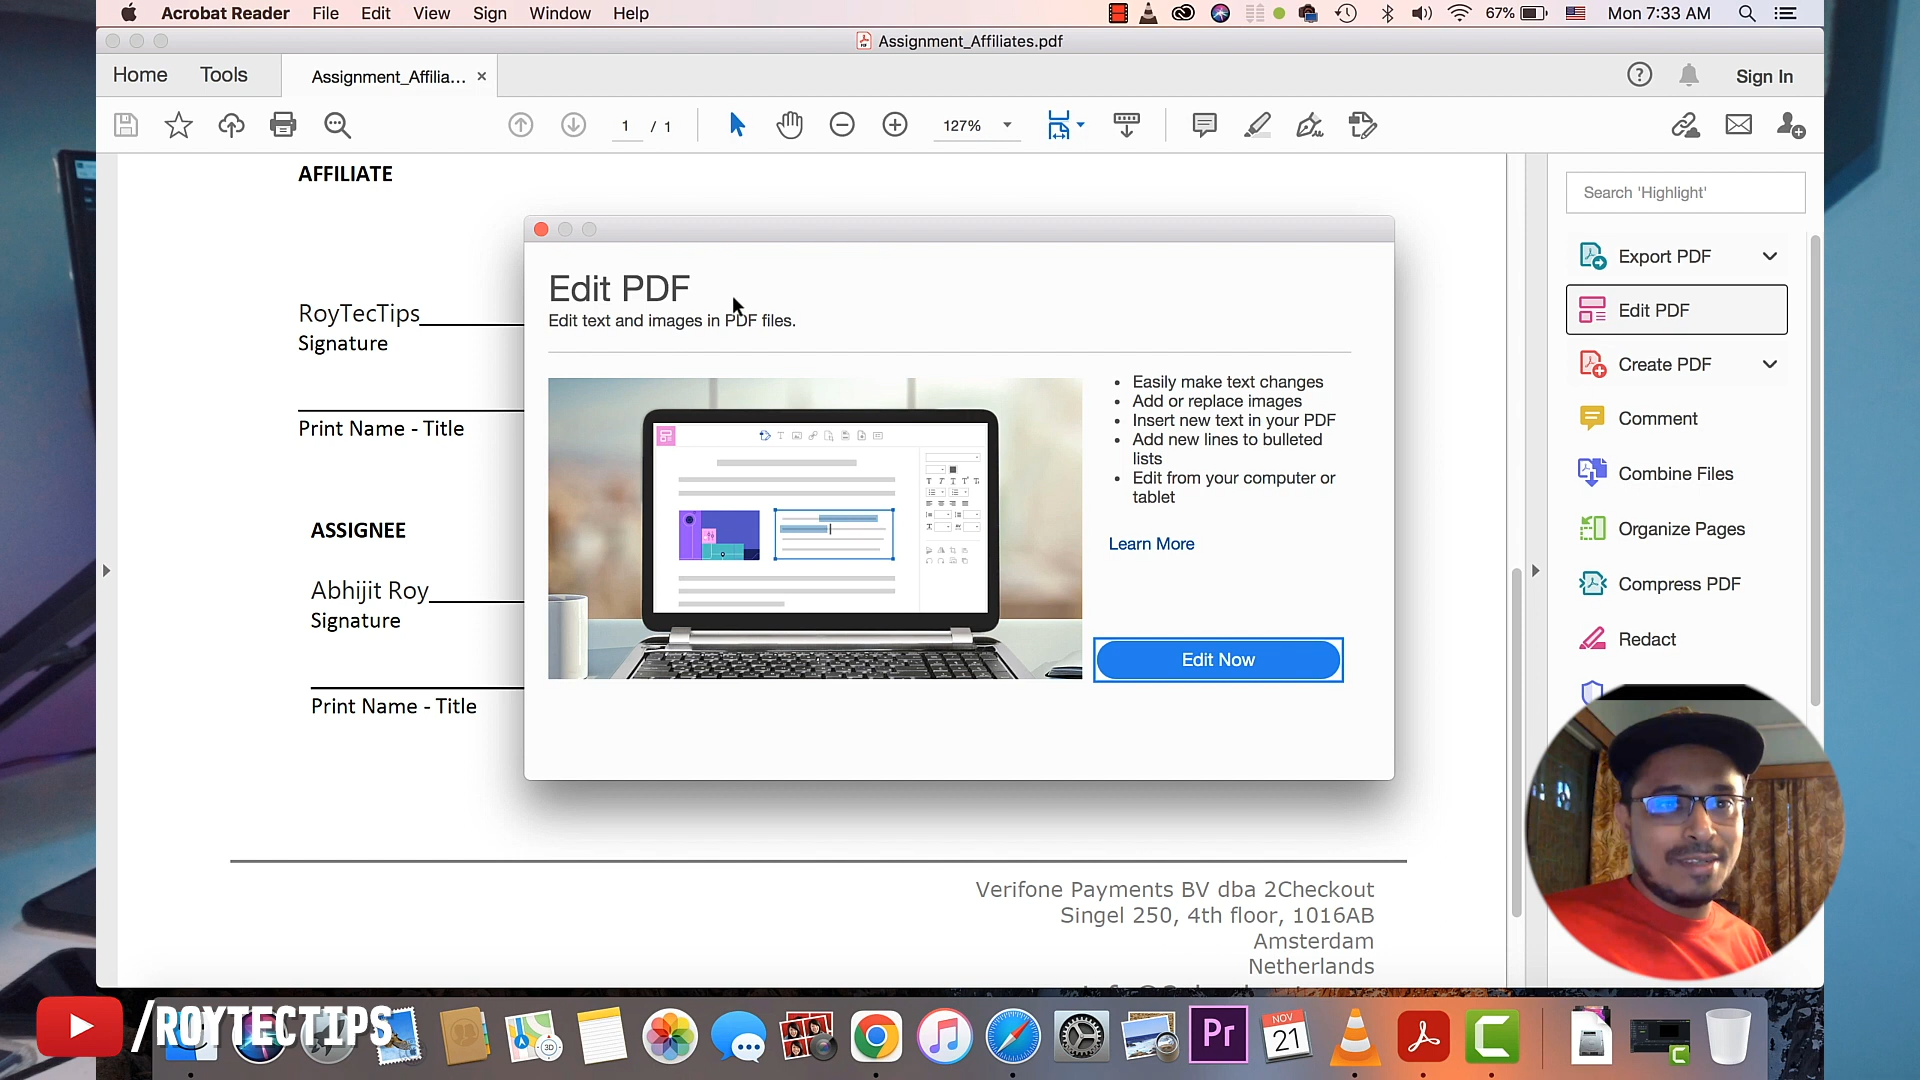 Acrobat Reader File Edit View Sign Window Help 67% Mon 7:33 AM
Assignment_Affiliates.pdf
Home Tools Assignment_Affilia... × Sign In
1 / 1 127%
AFFILIATE
RoyTecTips
Signature
Print Name - Title
ASSIGNEE
Abhijit Roy
Signature
Print Name - Title
Edit PDF
Edit text and images in PDF files.
• Easily make text changes
• Add or replace images
• Insert new text in your PDF
• Add new lines to bulleted
lists
• Edit from your computer or
tablet
Learn More
Edit Now
Search 'Highlight'
Export PDF
Edit PDF
Create PDF
Comment
Combine Files
Organize Pages
Compress PDF
Redact
Verifone Payments BV dba 2Checkout
Singel 250, 4th floor, 1016AB
Amsterdam
Netherlands
/ROYTECTIPS
3D
Pr
NOV
21